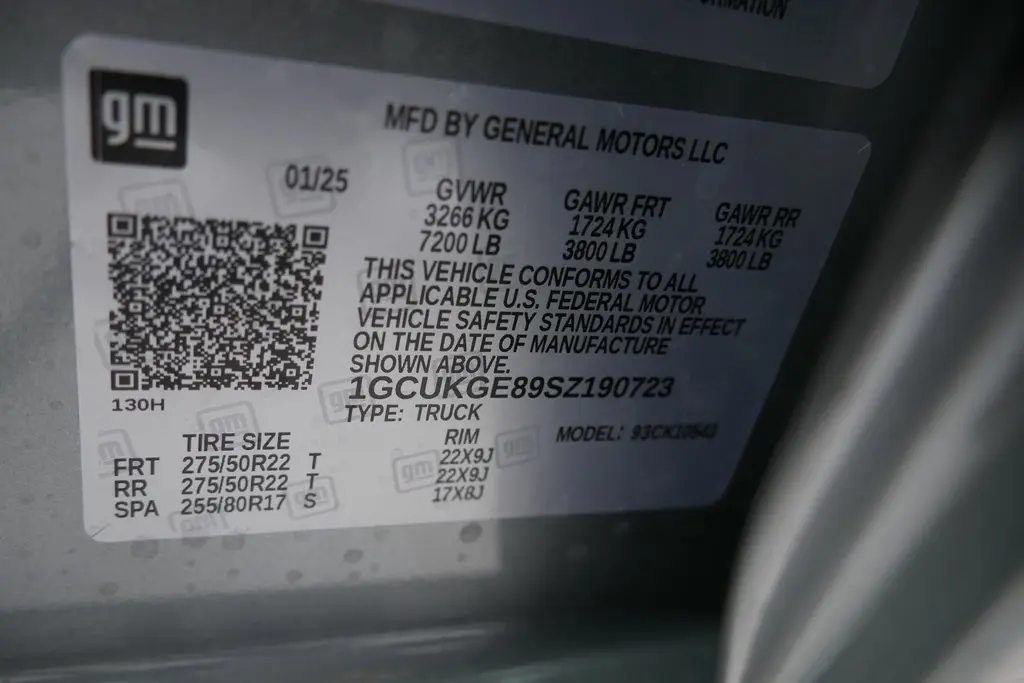 FORMATION
gm
MFD BY GENERAL MOTORS LLC
01/25
GVWR GAWR FRT GAWR RR
3266 KG 1724 KG 1724 KG
7200 LB 3800 LB 3800 LB
THIS VEHICLE CONFORMS TO ALL
APPLICABLE U.S. FEDERAL MOTOR
VEHICLE SAFETY STANDARDS IN EFFECT
ON THE DATE OF MANUFACTURE
SHOWN ABOVE.
1GCUKGE89SZ190723
130H
TYPE: TRUCK
TIRE SIZE RIM MODEL: 93CK10543
FRT 275/50R22 T 22X9J
RR 275/50R22 T 22X9J
SPA 255/80R17 S 17X8J